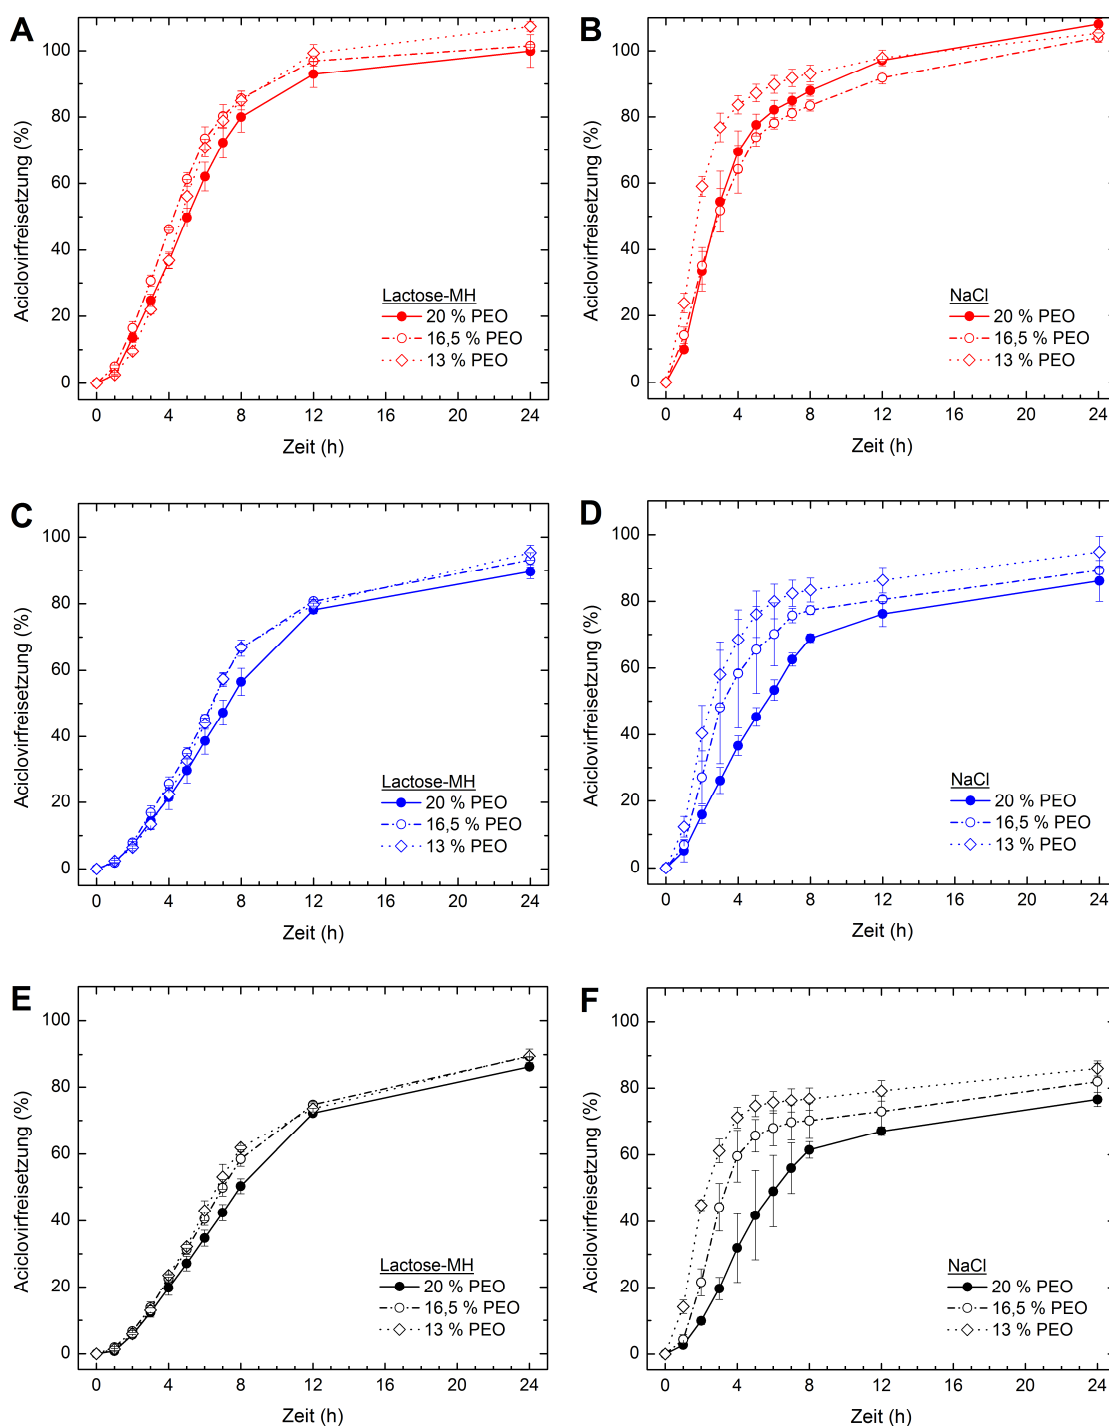 A
Aciclovirfreisetzung (%)
100
80
60
40
20
0
Lactose-MH
20 % PEO
16,5 % PEO
13 % PEO
0 4 8 12 16 20 24
Zeit (h)
B
Aciclovirfreisetzung (%)
100
80
60
40
20
0
NaCl
20 % PEO
16,5 % PEO
13 % PEO
0 4 8 12 16 20 24
Zeit (h)
C
Aciclovirfreisetzung (%)
100
80
60
40
20
0
Lactose-MH
20 % PEO
16,5 % PEO
13 % PEO
0 4 8 12 16 20 24
Zeit (h)
D
Aciclovirfreisetzung (%)
100
80
60
40
20
0
NaCl
20 % PEO
16,5 % PEO
13 % PEO
0 4 8 12 16 20 24
Zeit (h)
E
Aciclovirfreisetzung (%)
100
80
60
40
20
0
Lactose-MH
20 % PEO
16,5 % PEO
13 % PEO
0 4 8 12 16 20 24
Zeit (h)
F
Aciclovirfreisetzung (%)
100
80
60
40
20
0
NaCl
20 % PEO
16,5 % PEO
13 % PEO
0 4 8 12 16 20 24
Zeit (h)